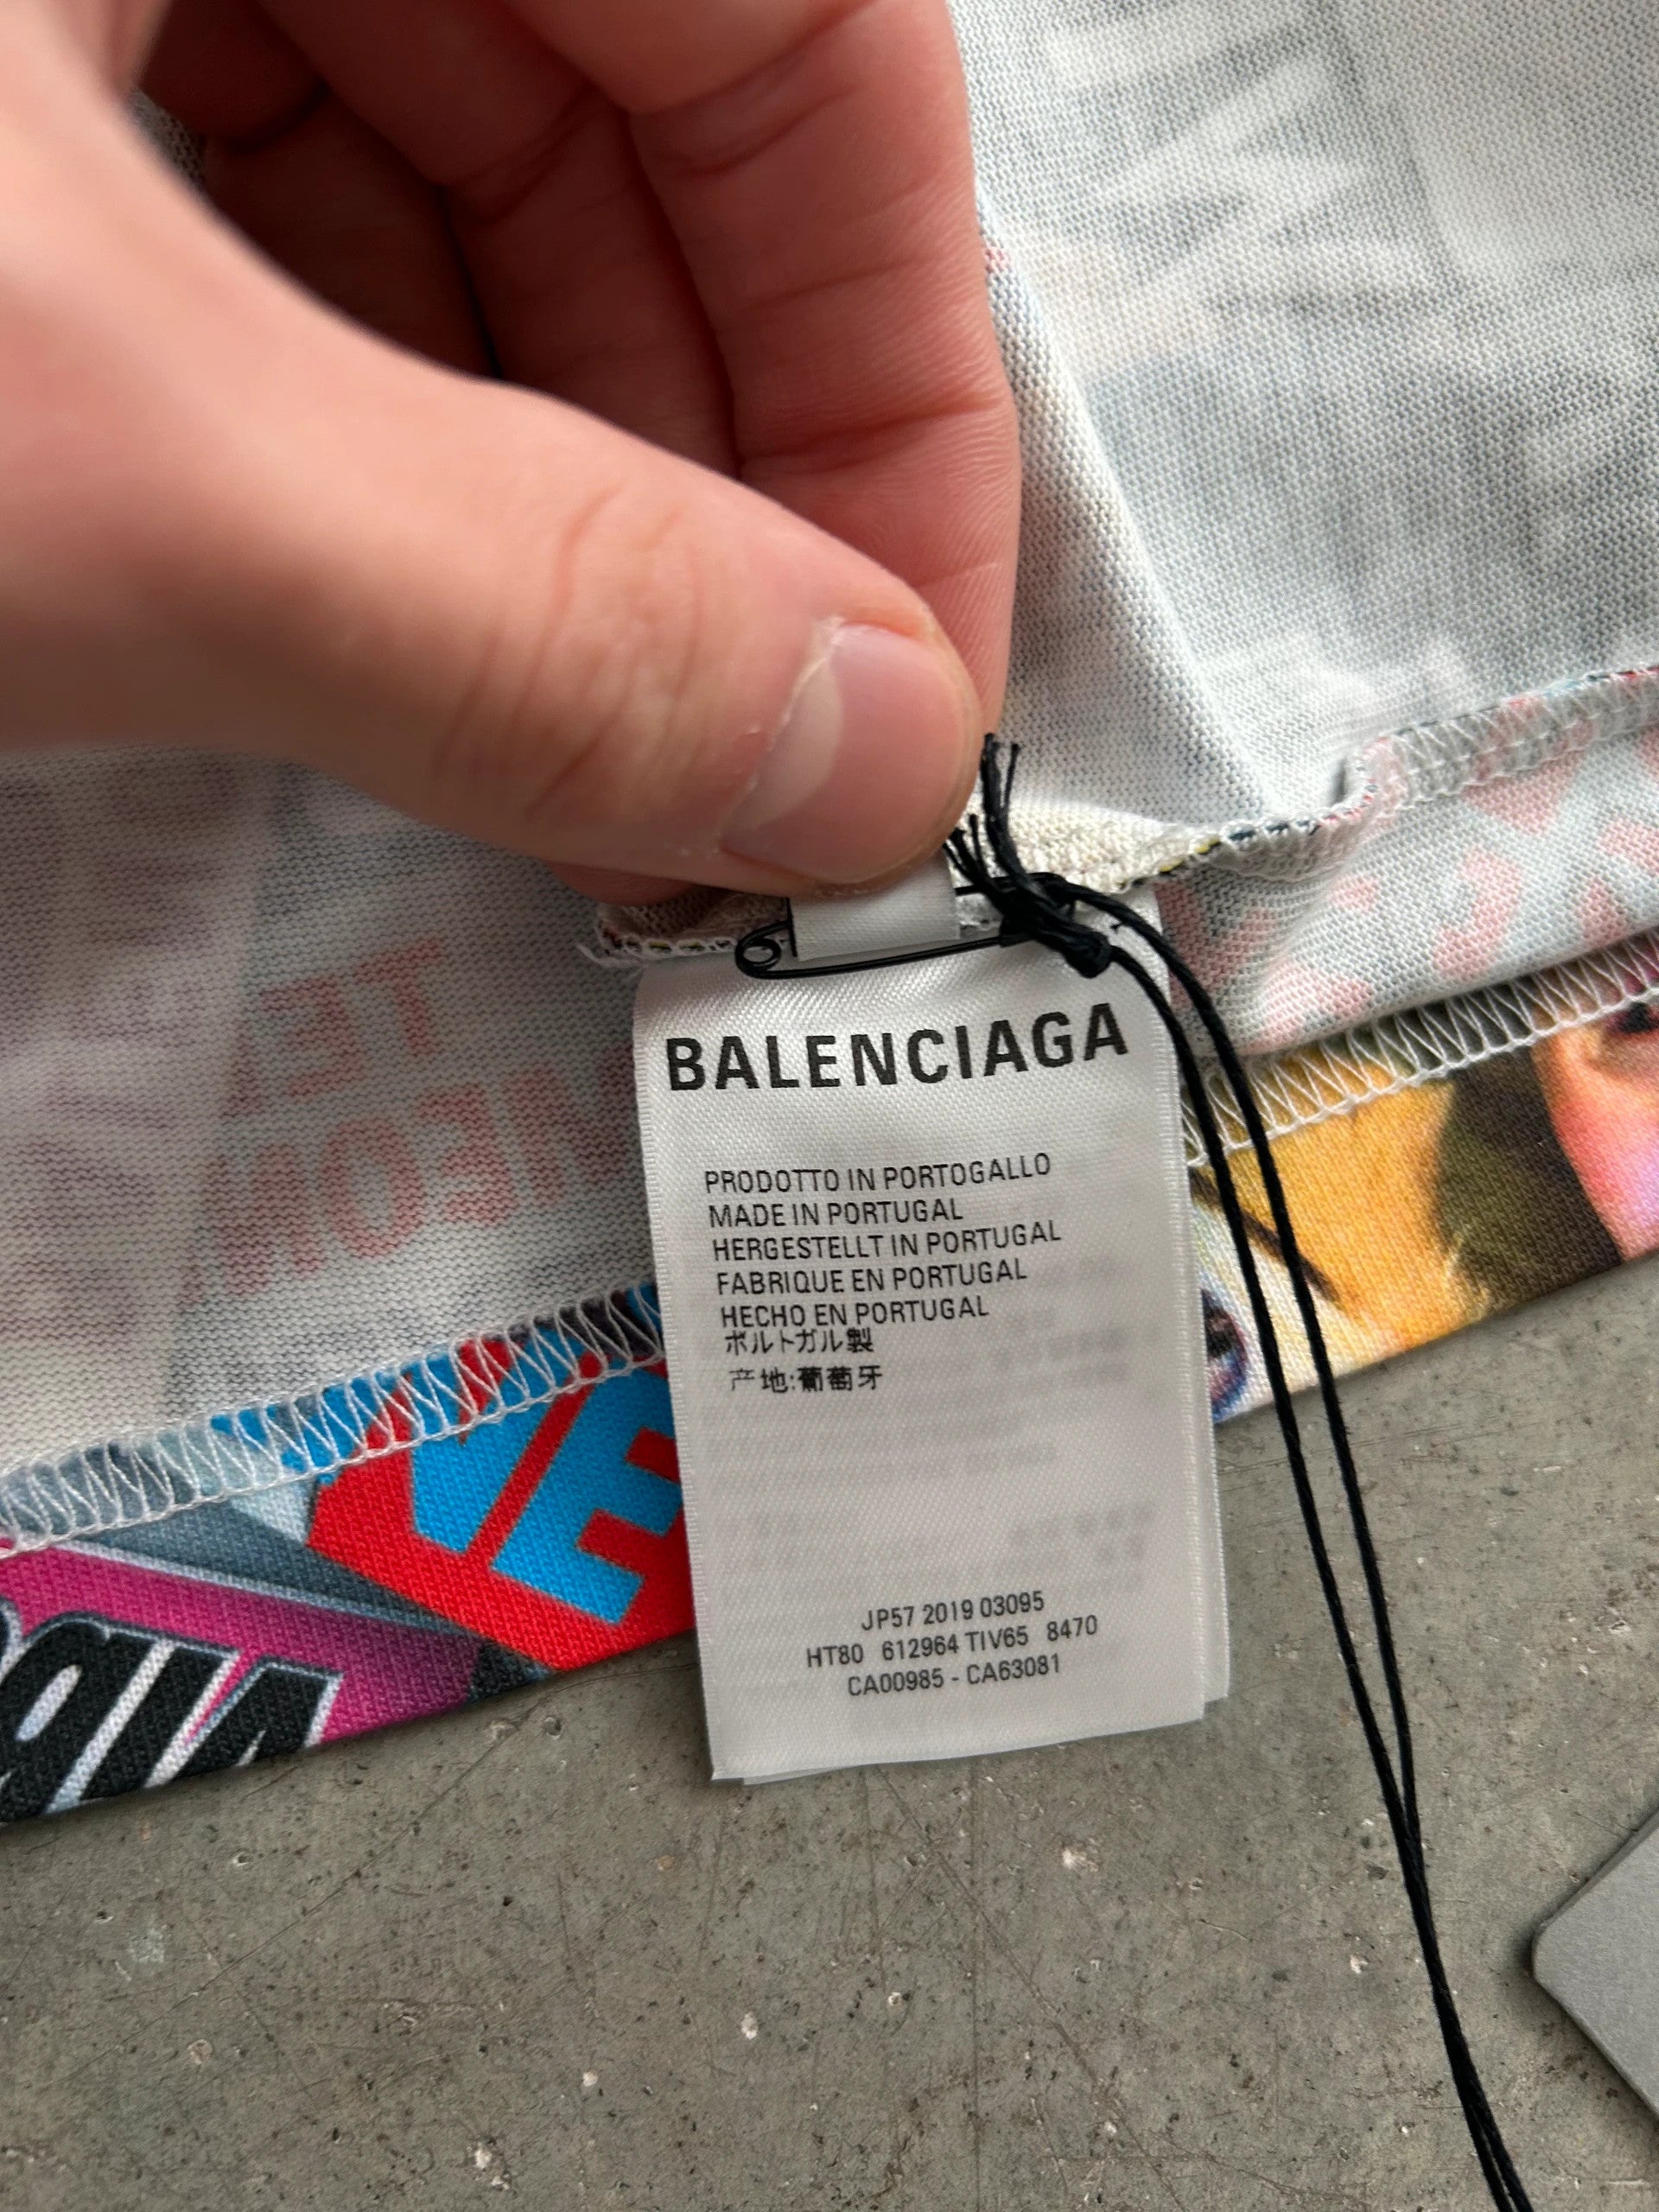 BALENCIAGA
PRODOTTO IN PORTOGALLO
MADE IN PORTUGAL
HERGESTELLT IN PORTUGAL
FABRIQUE EN PORTUGAL
HECHO EN PORTUGAL
ポルトガル製
产地:葡萄牙
JP57 2019 03095
HT80 612964 TIV65 8470
CA00985 - CA63081